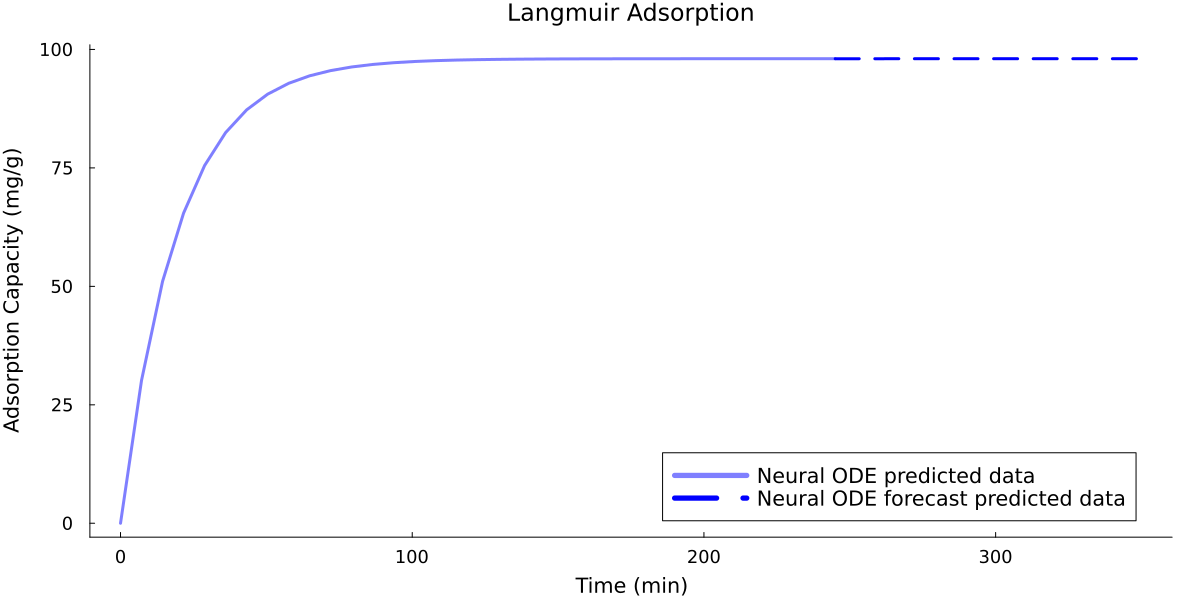 Langmuir Adsorption
100
75
50
25
0
Adsorption Capacity (mg/g)
Neural ODE predicted data
Neural ODE forecast predicted data
0
100
200
300
Time (min)